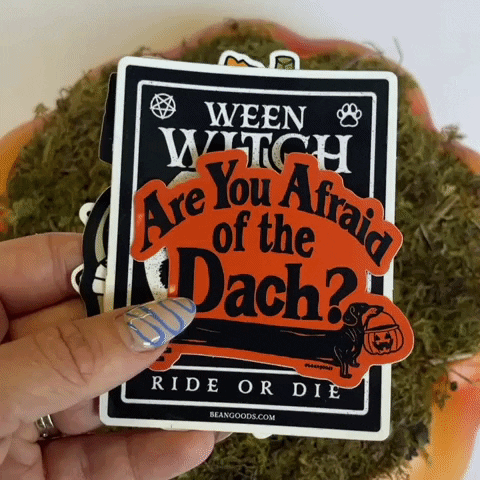 WEEN
WITCH
Are You Afraid
of the
Dach?
RIDE OR DIE
BEANGOODS.COM